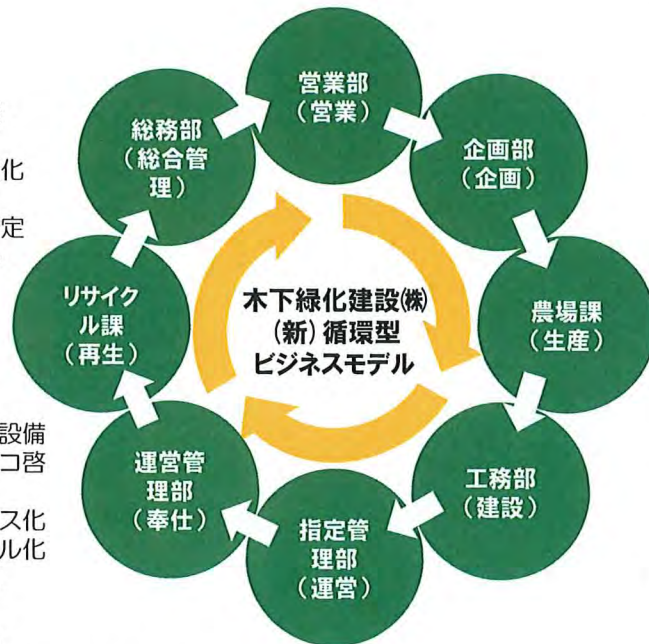 営業部
(営業)
企画部
(企画)
農場課
(生産)
工務部
(建設)
指定管
理部
(運営)
運営管
理部
(奉仕)
リサイク
ル課
(再生)
総務部
(総合管
理)
木下緑化建設㈱
(新)循環型
ビジネスモデル
化
定
設備
コ啓
ス化
ル化